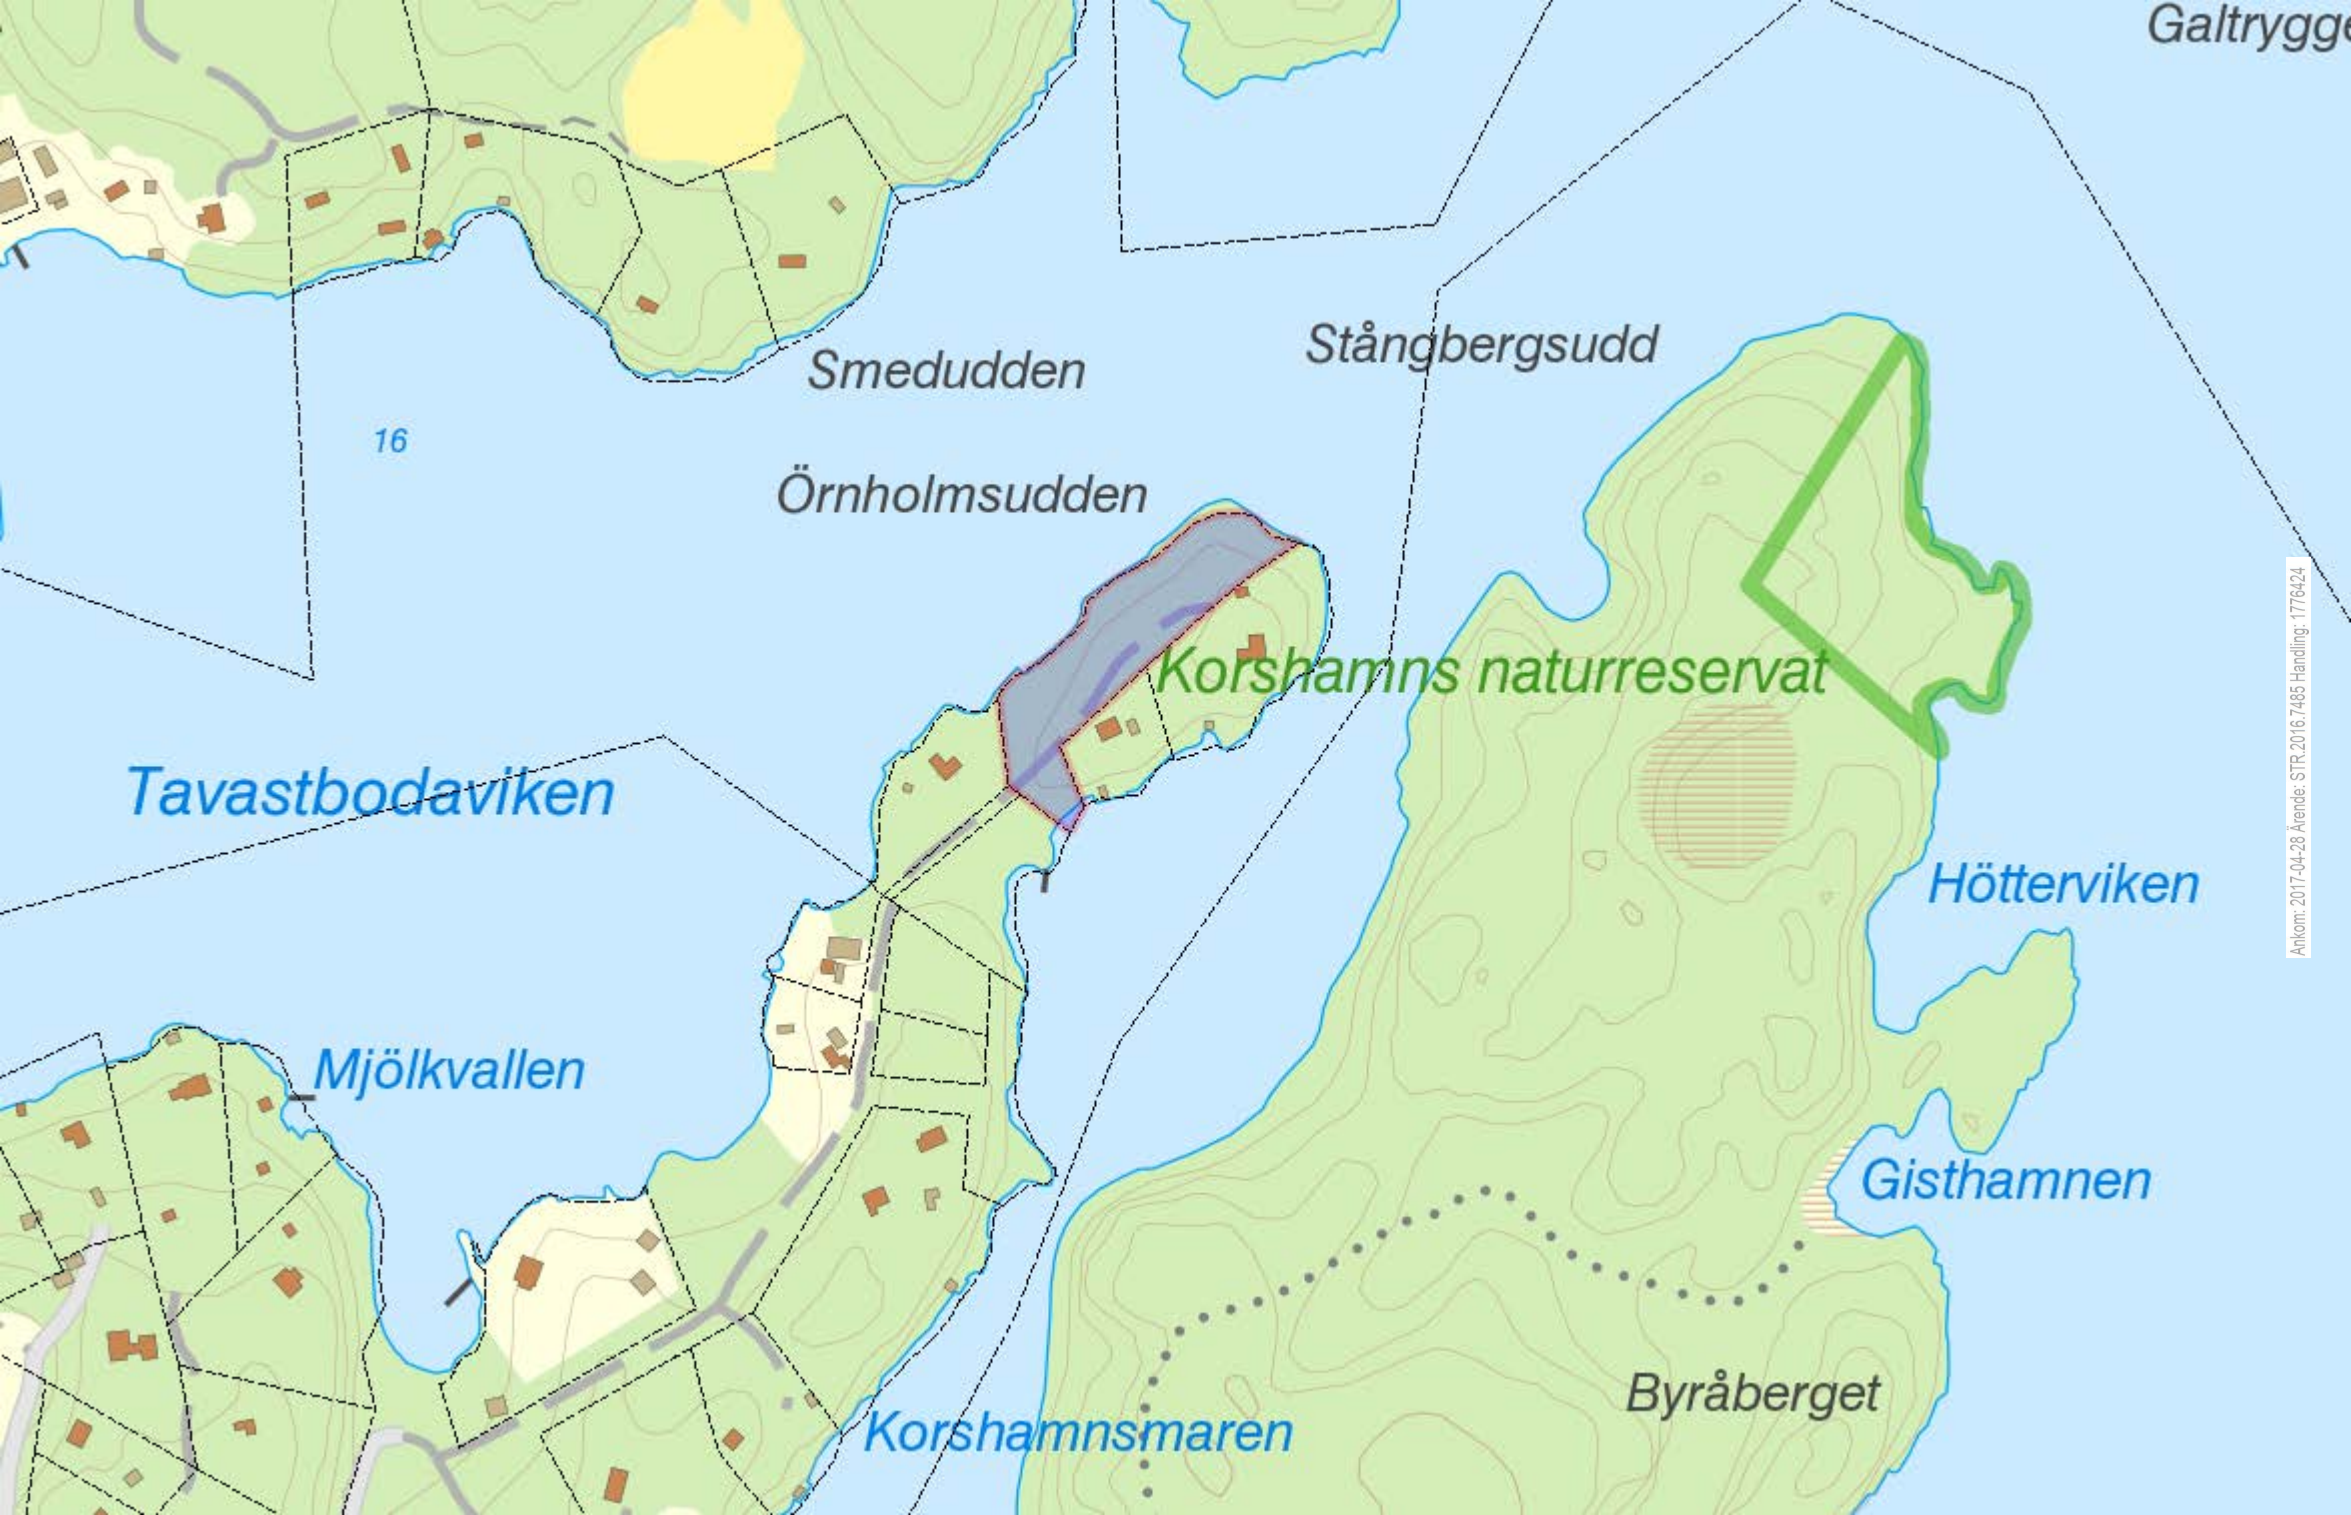 Galtrygge
Stångbergsudd
Smedudden
16
Örnholmsudden
Korshamns naturreservat
Tavastbodaviken
Hötterviken
Mjölkvallen
Gisthamnen
Byråberget
Korshamnsmaren
Ankom: 2017-04-28 Ärende: STR.2016.7485 Handling: 1776424